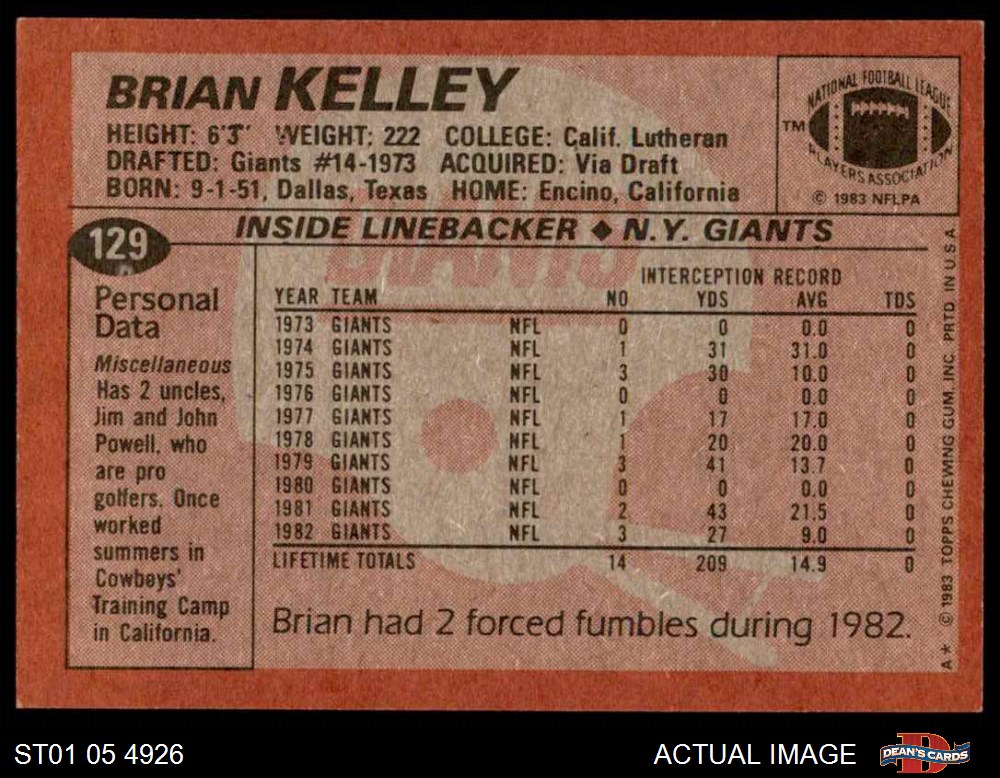 BRIAN KELLEY
HEIGHT: 6'3" WEIGHT: 222 COLLEGE: Calif. Lutheran
DRAFTED: Giants #14-1973 ACQUIRED: Via Draft
BORN: 9-1-51, Dallas, Texas HOME: Encino, California
NATIONAL FOOTBALL LEAGUE
TM
PLAYERS ASSOCIATION
© 1983 NFLPA
129
INSIDE LINEBACKER ◆ N.Y. GIANTS
Personal
Data
Miscellaneous
Has 2 uncles,
Jim and John
Powell, who
are pro
golfers. Once
worked
summers in
Cowboys'
Training Camp
in California.
INTERCEPTION RECORD
YEAR TEAM NO YDS AVG TDS
1973 GIANTS NFL 0 0 0.0 0
1974 GIANTS NFL 1 31 31.0 0
1975 GIANTS NFL 3 30 10.0 0
1976 GIANTS NFL 0 0 0.0 0
1977 GIANTS NFL 1 17 17.0 0
1978 GIANTS NFL 1 20 20.0 0
1979 GIANTS NFL 3 41 13.7 0
1980 GIANTS NFL 0 0 0.0 0
1981 GIANTS NFL 2 43 21.5 0
1982 GIANTS NFL 3 27 9.0 0
LIFETIME TOTALS 14 209 14.9 0
Brian had 2 forced fumbles during 1982.
A* © 1983 TOPPS CHEWING GUM, INC. PRTD. IN U.S.A.
GIANTS
ST01 05 4926
ACTUAL IMAGE
DEAN'S CARDS